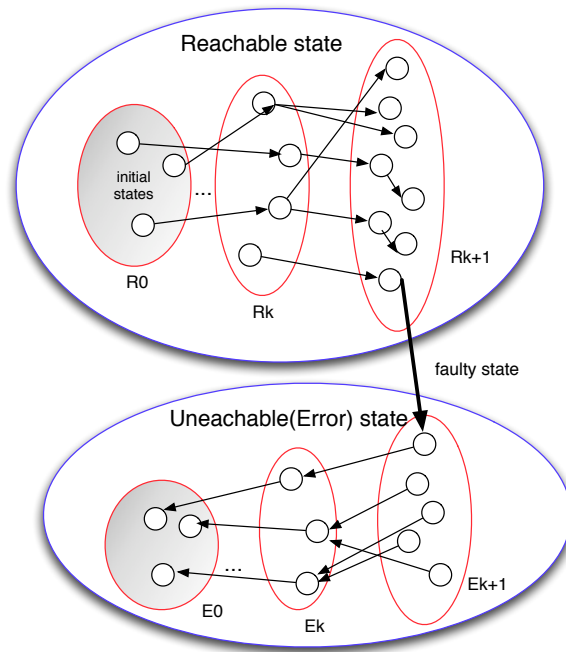 Reachable state
initial
states
...
R0
Rk
Rk+1
faulty state
Uneachable(Error) state
...
E0
Ek
Ek+1